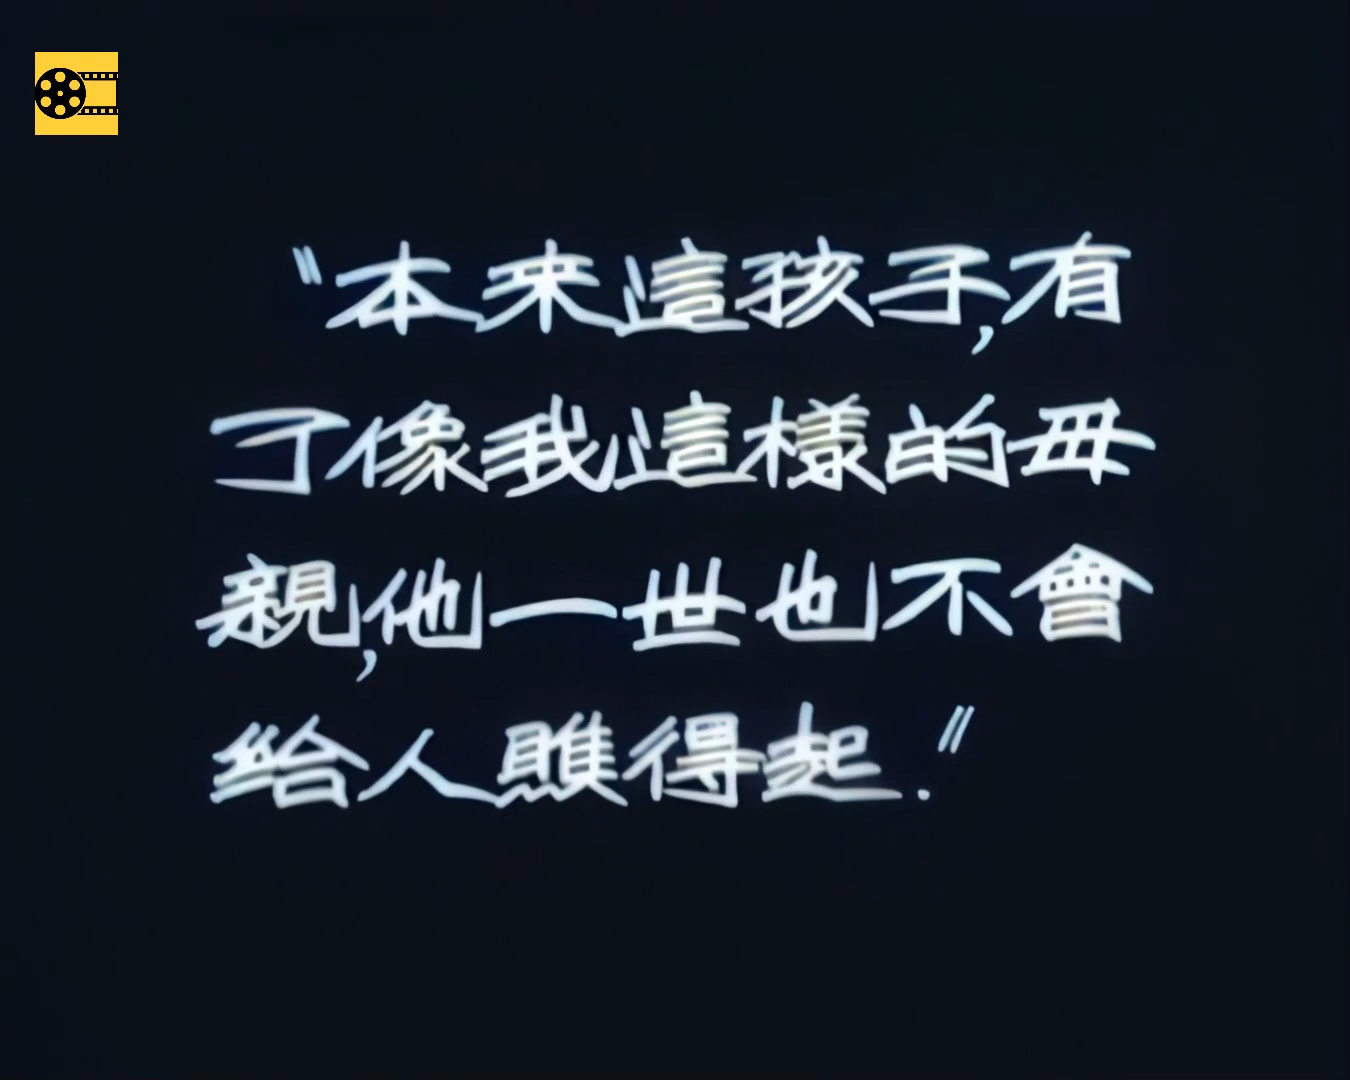 "本來這孩子,有
了像我這樣的母
親,他一世也不會
給人瞧得起."